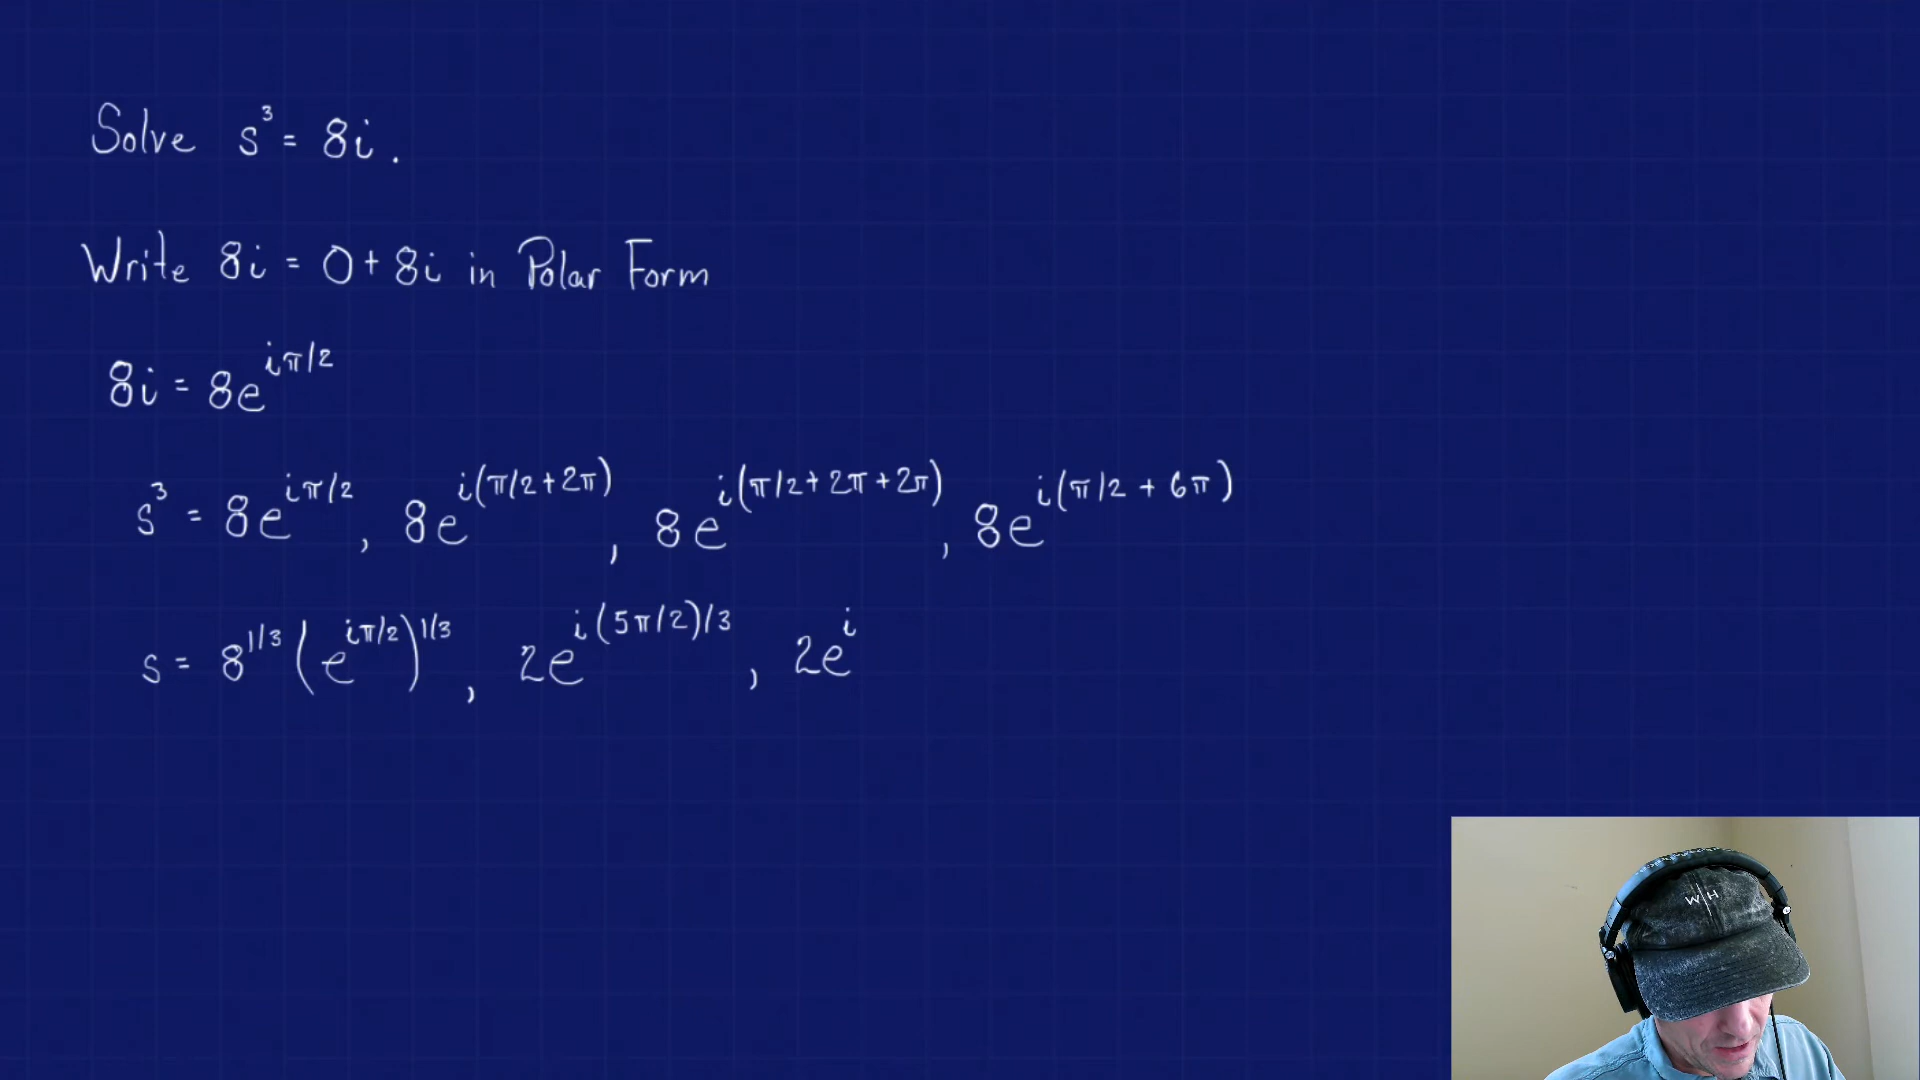 Solve s³ = 8i.
Write 8i = 0 + 8i in Polar Form
8i = 8e^(iπ/2)
s³ = 8e^(iπ/2), 8e^(i(π/2+2π)), 8e^(i(π/2+2π+2π)), 8e^(i(π/2+6π))
s = 8^(1/3) (e^(iπ/2))^(1/3), 2e^(i(5π/2)/3), 2e^i
W H